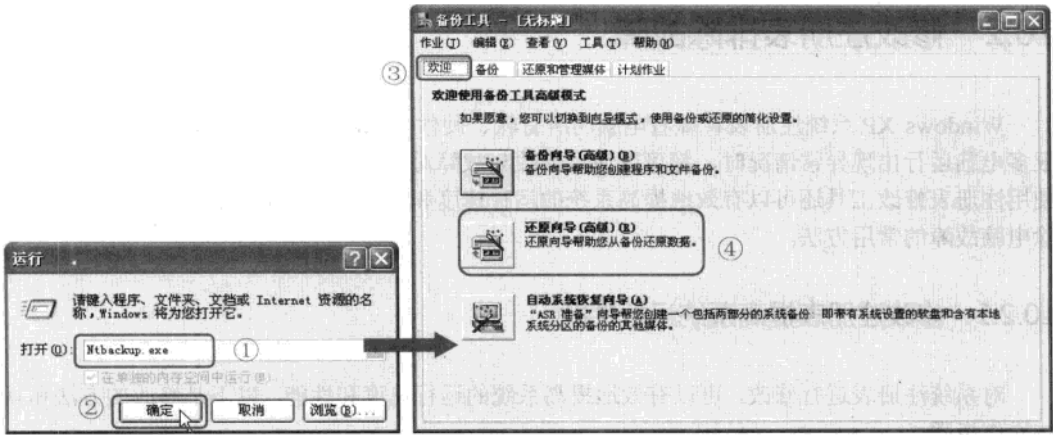 运行
请键入程序、文件夹、文档或 Internet 资源的名
称,Windows 将为您打开它。
打开(O):
Ntbackup.exe
①
在单独的内存空间中运行(M)
②
确定
取消
浏览(B)...
备份工具 - [无标题]
作业(J) 编辑(E) 查看(V) 工具(T) 帮助(H)
③
欢迎 备份 还原和管理媒体 计划作业
欢迎使用备份工具高级模式
如果愿意,您可以切换到向导模式,使用备份或还原的简化设置。
备份向导(高级)(B)
备份向导帮助您创建程序和文件备份。
还原向导(高级)(R)
还原向导帮助您从备份还原数据。
④
自动系统恢复向导(A)
“ASR 准备”向导帮您创建一个包括两部分的系统备份: 即带有系统设置的软盘和含有本地
系统分区的备份的其他媒体。